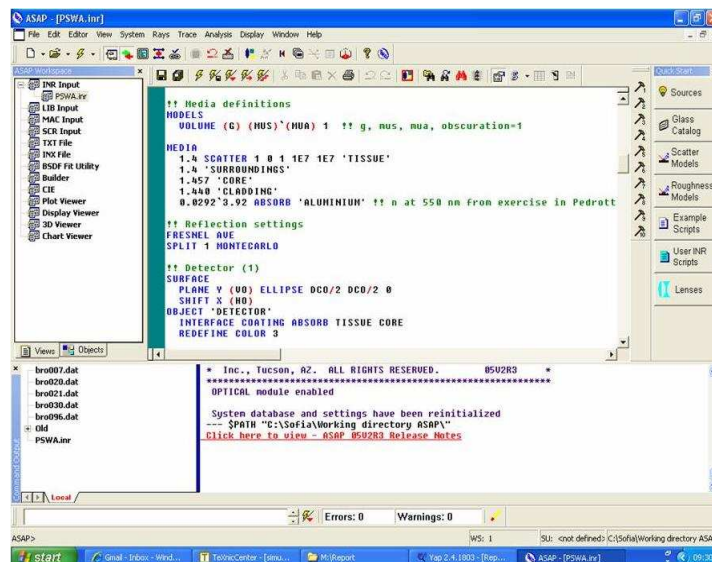 ASAP - [PSWA.inr]
File Edit Editor View System Rays Trace Analysis Display Window Help
ASAP Workspace
INR Input
PSWA.inr
LIB Input
MAC Input
SCR Input
TXT File
INX File
BSDF Fit Utility
Builder
CIE
Plot Viewer
Display Viewer
3D Viewer
Chart Viewer
Views Objects
!! Media definitions
MODELS
VOLUME (G) (MUS)`(MUA) 1 !! g, mus, mua, obscuration=1
MEDIA
1.4 SCATTER 1 0 1 1E7 1E7 'TISSUE'
1.4 'SURROUNDINGS'
1.457 'CORE'
1.440 'CLADDING'
0.0292`3.92 ABSORB 'ALUMINIUM' !! n at 550 nm from exercise in Pedrott
!! Reflection settings
FRESNEL AVE
SPLIT 1 MONTECARLO
!! Detector (1)
SURFACE
PLANE Y (VO) ELLIPSE DCO/2 DCO/2 0
SHIFT X (HO)
OBJECT 'DETECTOR'
INTERFACE COATING ABSORB TISSUE CORE
REDEFINE COLOR 3
Quick Start
Sources
Glass
Catalog
Scatter
Models
Roughness
Models
Example
Scripts
User INR
Scripts
Lenses
bro007.dat
bro020.dat
bro021.dat
bro030.dat
bro096.dat
Old
PSWA.inr
Command Output
* Inc., Tucson, AZ. ALL RIGHTS RESERVED. 05V2R3 *
**********************************************************
OPTICAL module enabled
System database and settings have been reinitialized
--- $PATH "C:\Sofia\Working directory ASAP\"
Click here to view - ASAP 05V2R3 Release Notes
Local
Errors: 0 Warnings: 0
ASAP> WS: 1 SU: <not defined> C:\Sofia\Working directory ASA
start Gmail - Inbox - Wind... TeXnicCenter - [simu... M:\Report Yap 2.4.1803 - [Rep... ASAP - [PSWA.inr] 09:30